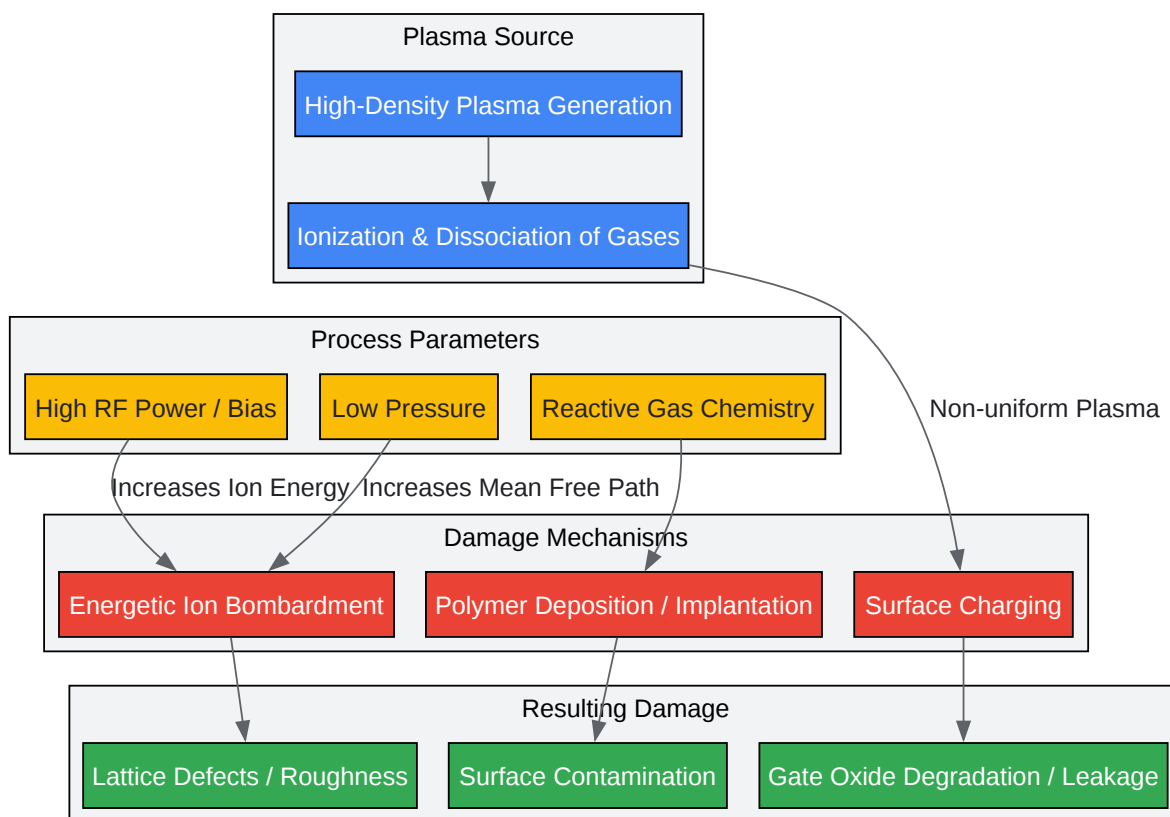 Plasma Source
High-Density Plasma Generation
Ionization & Dissociation of Gases
Process Parameters
High RF Power / Bias
Low Pressure
Reactive Gas Chemistry
Non-uniform Plasma
Increases Ion Energy
Increases Mean Free Path
Damage Mechanisms
Energetic Ion Bombardment
Polymer Deposition / Implantation
Surface Charging
Resulting Damage
Lattice Defects / Roughness
Surface Contamination
Gate Oxide Degradation / Leakage